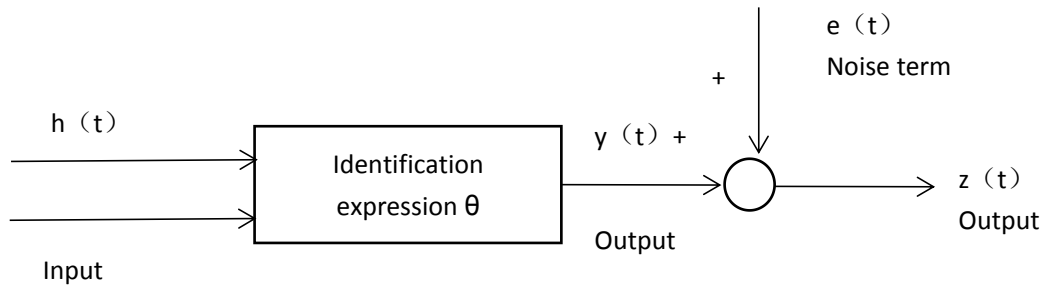 h（t）
Input
Identification
expression θ
y（t）+
Output
+
e（t）
Noise term
z（t）
Output